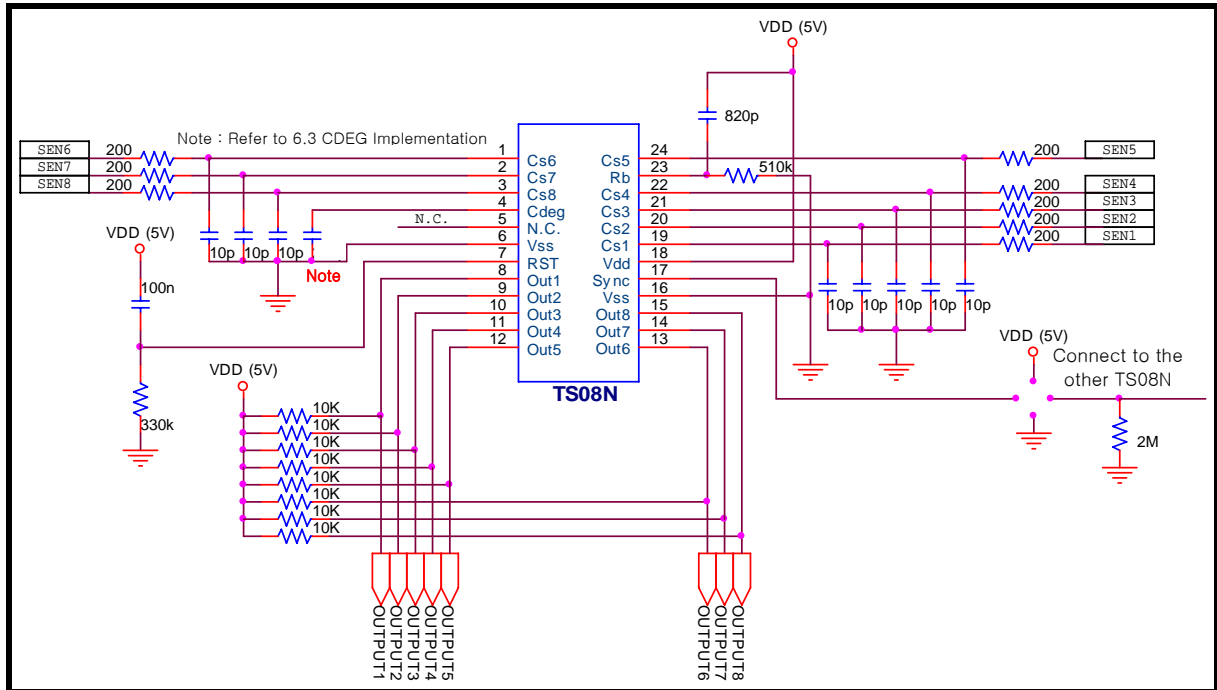 VDD (5V)
820p
Note : Refer to 6.3 CDEG Implementation
SEN6 200 1 Cs6
SEN7 200 2 Cs7
SEN8 200 3 Cs8
4 Cdeg
N.C. 5 N.C.
6 Vss
7 RST
8 Out1
9 Out2
10 Out3
11 Out4
12 Out5
Cs5 24 200 SEN5
Rb 23 510k
Cs4 22 200 SEN4
Cs3 21 200 SEN3
Cs2 20 200 SEN2
Cs1 19 200 SEN1
Vdd 18
Sync 17
Vss 16
Out8 15
Out7 14
Out6 13
TS08N
VDD (5V)
10p 10p 10p
Note
100n
330k
10p 10p 10p 10p 10p
VDD (5V)
Connect to the
other TS08N
2M
VDD (5V)
10K
10K
10K
10K
10K
10K
10K
10K
OUTPUT1
OUTPUT2
OUTPUT3
OUTPUT4
OUTPUT5
OUTPUT6
OUTPUT7
OUTPUT8